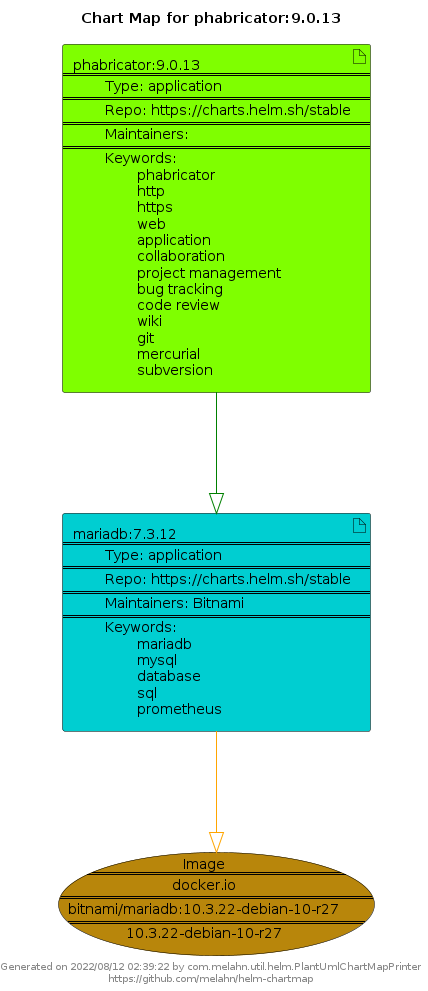 Chart Map for phabricator:9.0.13
phabricator:9.0.13
Type: application
Repo: https://charts.helm.sh/stable
Maintainers:
Keywords:
phabricator
http
https
web
application
collaboration
project management
bug tracking
code review
wiki
git
mercurial
subversion
mariadb:7.3.12
Type: application
Repo: https://charts.helm.sh/stable
Maintainers: Bitnami
Keywords:
mariadb
mysql
database
sql
prometheus
Image
docker.io
bitnami/mariadb:10.3.22-debian-10-r27
10.3.22-debian-10-r27
Generated on 2022/08/12 02:39:22 by com.melahn.util.helm.PlantUmlChartMapPrinter
https://github.com/melahn/helm-chartmap